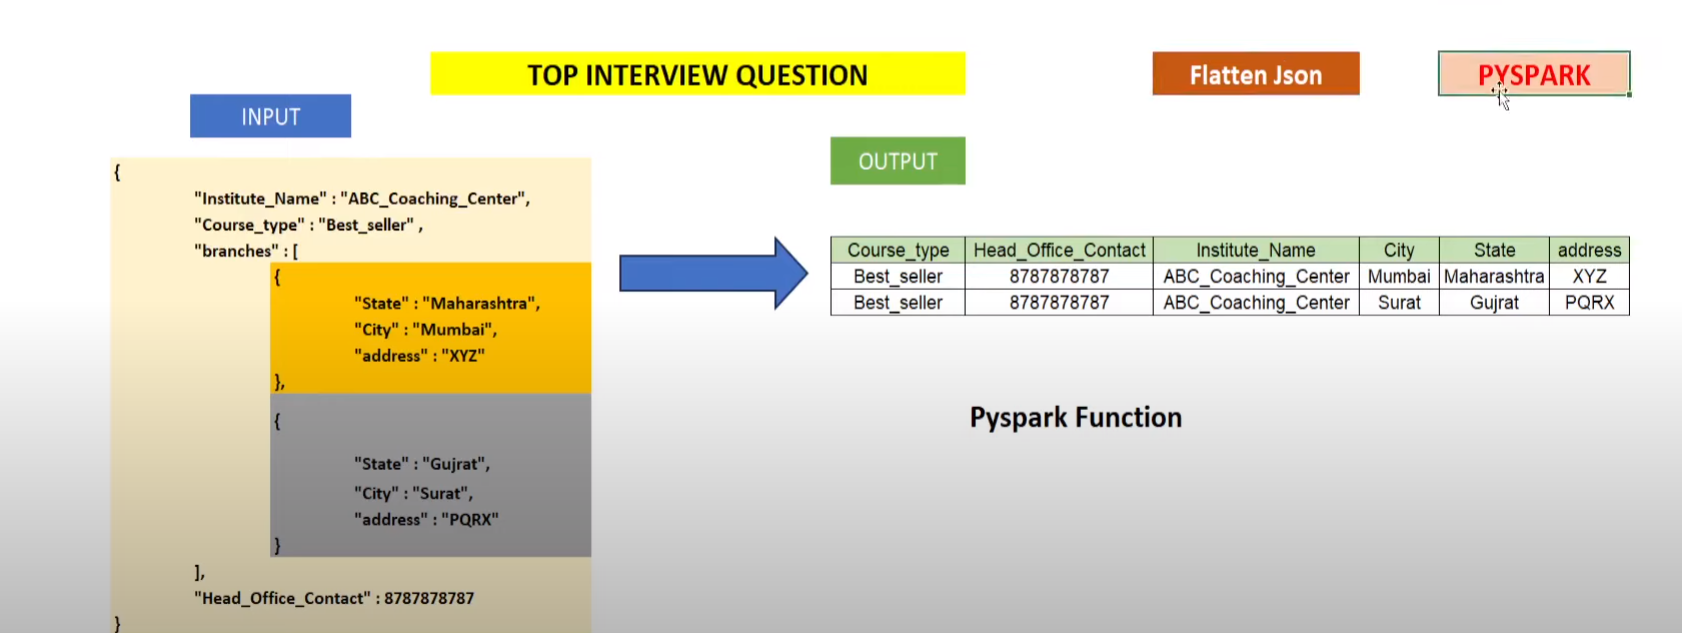 TOP INTERVIEW QUESTION
Flatten Json
PYSPARK
INPUT
OUTPUT
{
"Institute_Name" : "ABC_Coaching_Center",
"Course_type" : "Best_seller" ,
"branches" : [
{
"State" : "Maharashtra",
"City" : "Mumbai",
"address" : "XYZ"
},
{
"State" : "Gujrat",
"City" : "Surat",
"address" : "PQRX"
}
],
"Head_Office_Contact" : 8787878787
}
Course_type Head_Office_Contact Institute_Name City State address
Best_seller 8787878787 ABC_Coaching_Center Mumbai Maharashtra XYZ
Best_seller 8787878787 ABC_Coaching_Center Surat Gujrat PQRX
Pyspark Function